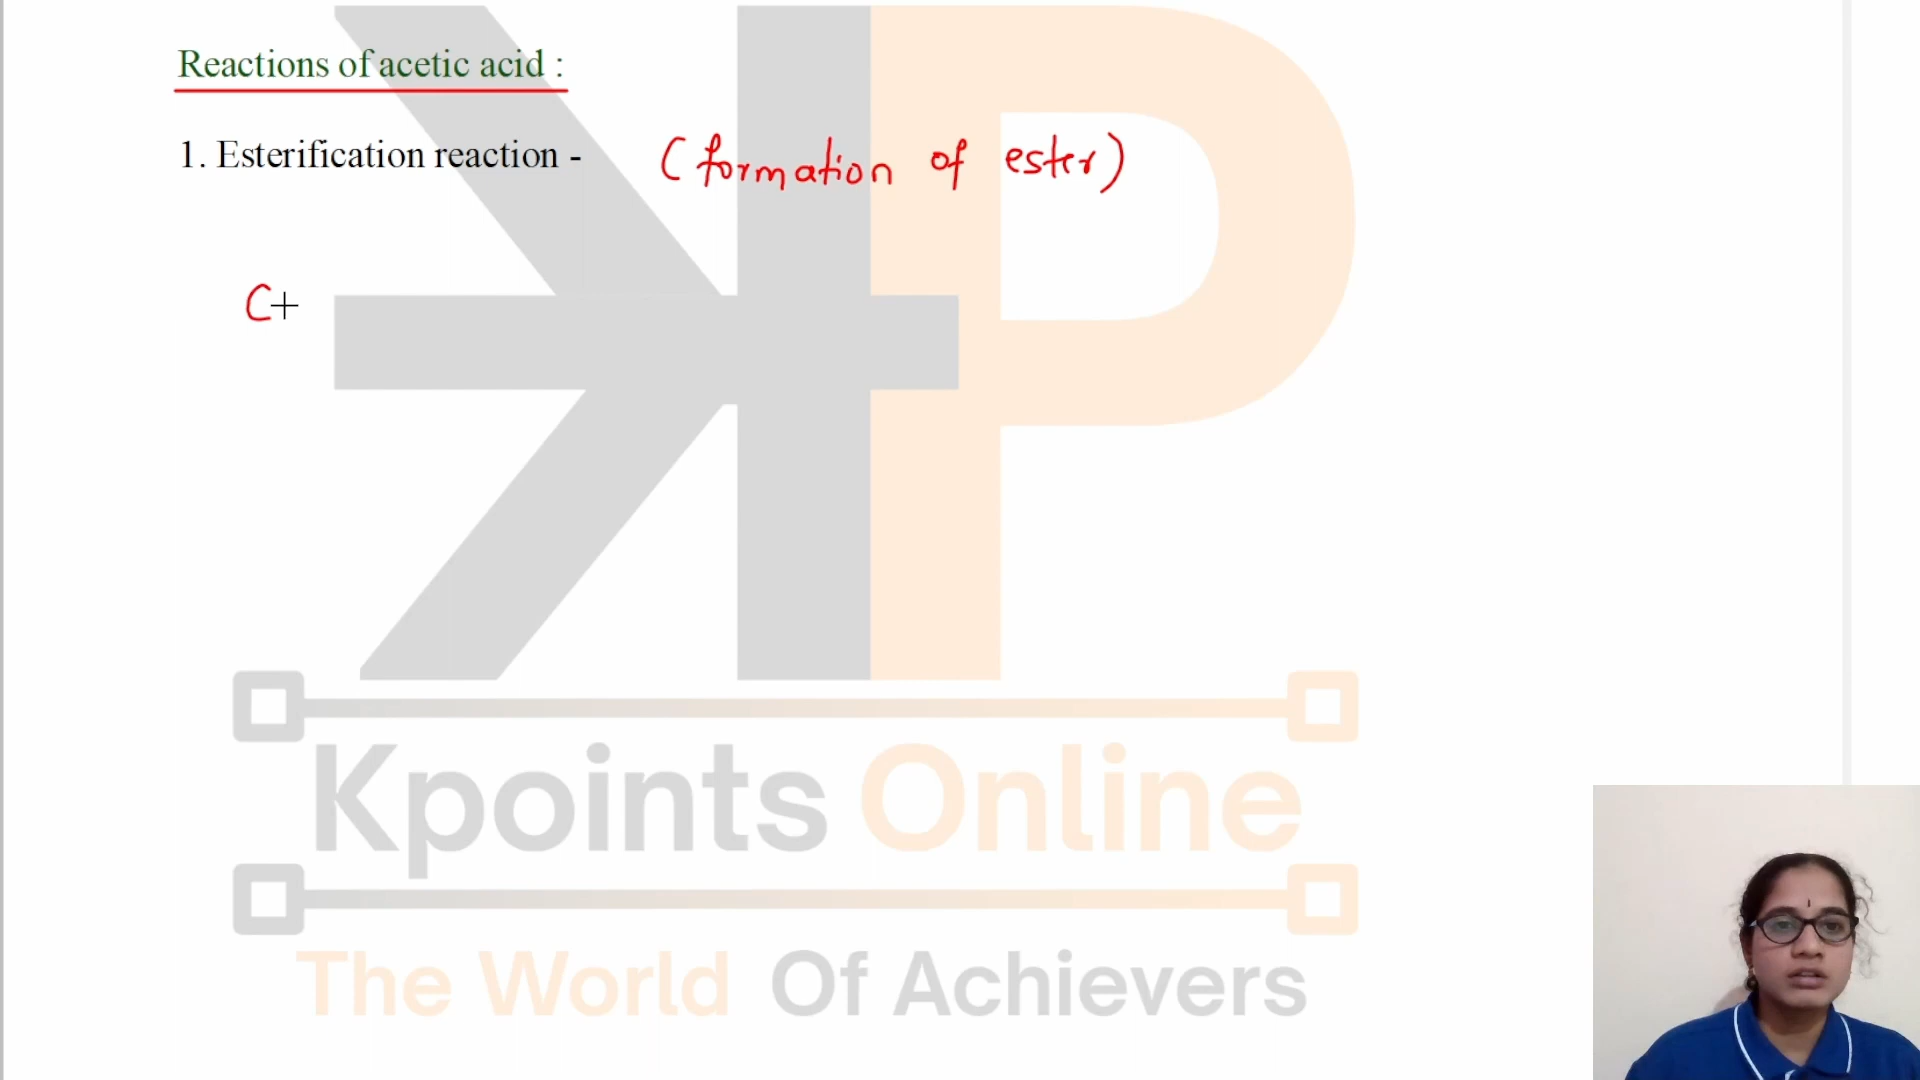 Reactions of acetic acid :
1. Esterification reaction - (formation of ester)
C
Kpoints Online
The World Of Achievers